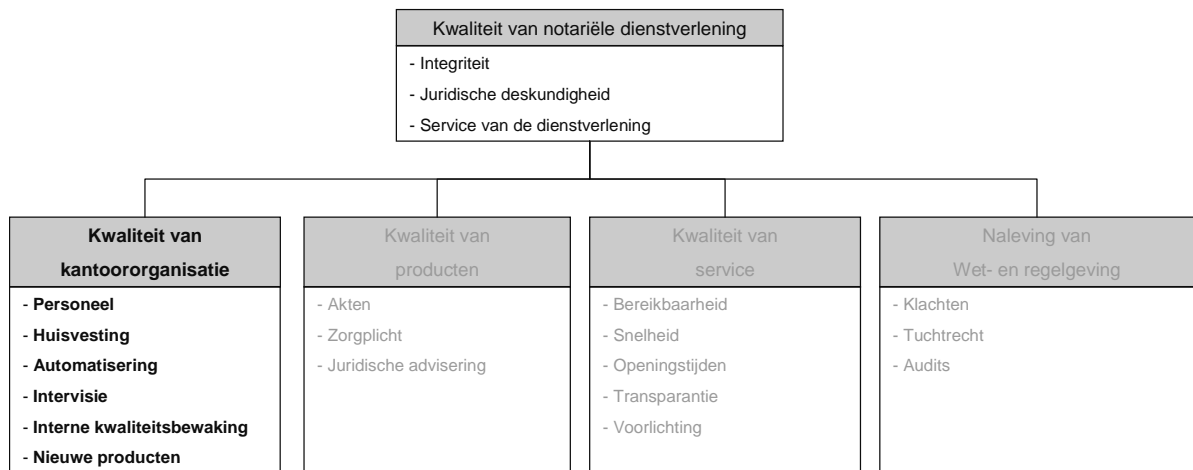 Kwaliteit van notariële dienstverlening
- Integriteit
- Juridische deskundigheid
- Service van de dienstverlening
Kwaliteit van
kantoororganisatie
- Personeel
- Huisvesting
- Automatisering
- Intervisie
- Interne kwaliteitsbewaking
- Nieuwe producten
Kwaliteit van
producten
- Akten
- Zorgplicht
- Juridische advisering
Kwaliteit van
service
- Bereikbaarheid
- Snelheid
- Openingstijden
- Transparantie
- Voorlichting
Naleving van
Wet- en regelgeving
- Klachten
- Tuchtrecht
- Audits